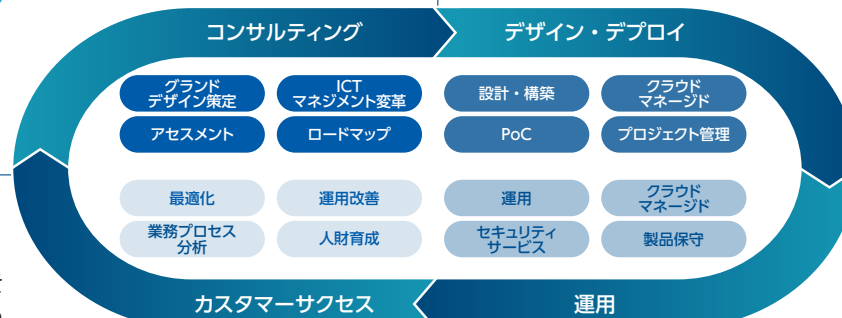 コンサルティング
デザイン・デプロイ
グランド
デザイン策定
ICT
マネジメント変革
設計・構築
クラウド
マネージド
アセスメント
ロードマップ
PoC
プロジェクト管理
最適化
運用改善
運用
クラウド
マネージド
業務プロセス
分析
人財育成
セキュリティ
サービス
製品保守
カスタマーサクセス
運用